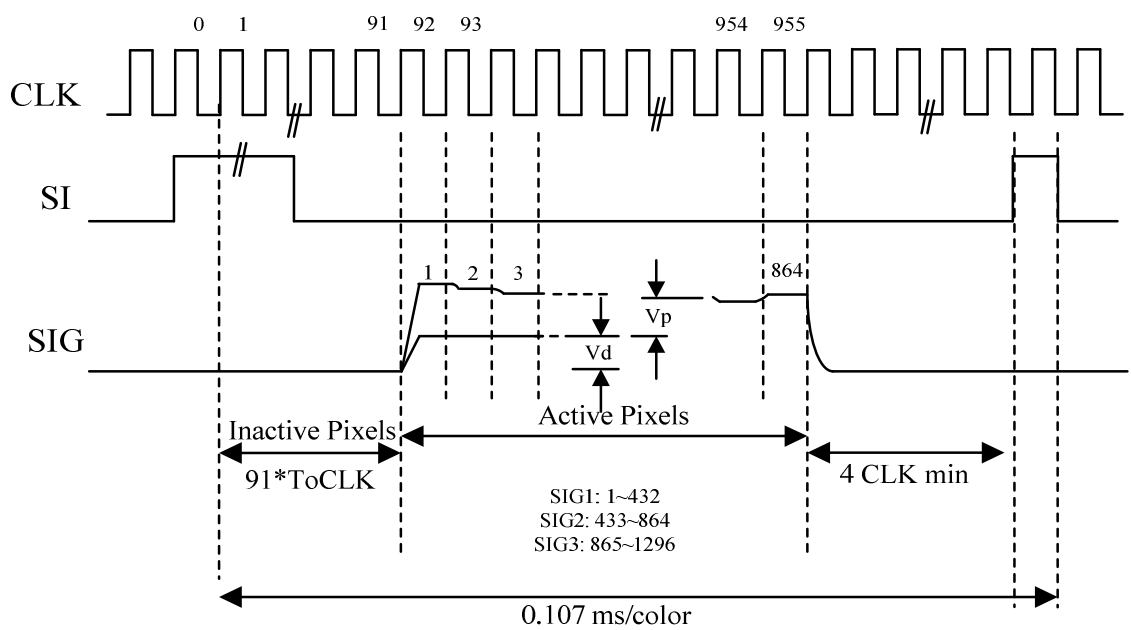 0 1 91 92 93 954 955
CLK
SI
1 2 3 864
Vp
SIG
Vd
Inactive Pixels
Active Pixels
91*ToCLK
4 CLK min
SIG1: 1~432
SIG2: 433~864
SIG3: 865~1296
0.107 ms/color